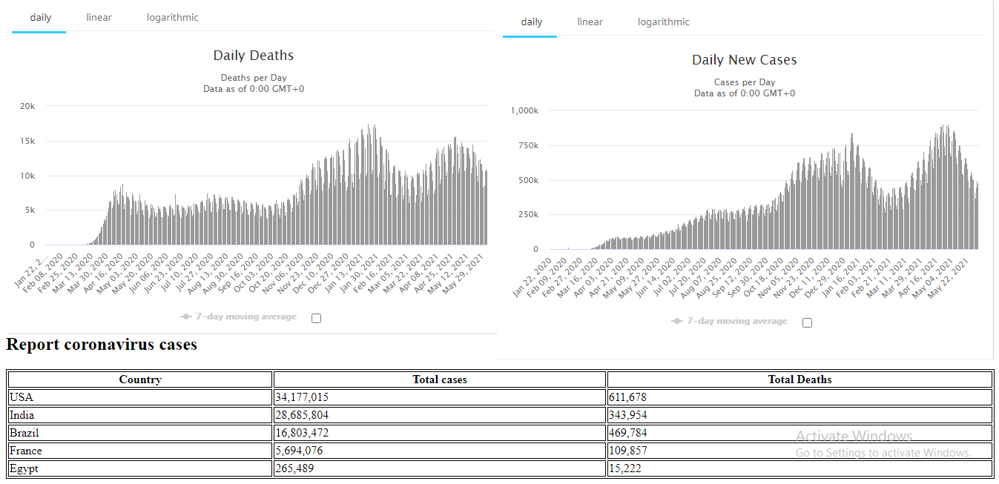 daily linear logarithmic
Daily Deaths
Deaths per Day
Data as of 0:00 GMT+0
20k
15k
10k
5k
0
Jan 22, 2...
Feb 08, 2020
Feb 25, 2020
Mar 13, 2020
Mar 30, 2020
Apr 16, 2020
May 03, 2020
May 20, 2020
Jun 06, 2020
Jun 23, 2020
Jul 10, 2020
Jul 27, 2020
Aug 13, 2020
Aug 30, 2020
Sep 16, 2020
Oct 03, 2020
Oct 20, 2020
Nov 06, 2020
Nov 23, 2020
Dec 10, 2020
Dec 27, 2020
Jan 13, 2021
Jan 30, 2021
Feb 16, 2021
Mar 05, 2021
Mar 22, 2021
Apr 08, 2021
Apr 25, 2021
May 12, 2021
May 29, 2021
7-day moving average
daily linear logarithmic
Daily New Cases
Cases per Day
Data as of 0:00 GMT+0
1,000k
750k
500k
250k
0
Jan 22, 2020
Feb 09, 2020
Feb 27, 2020
Mar 16, 2020
Apr 03, 2020
Apr 21, 2020
May 09, 2020
May 27, 2020
Jun 14, 2020
Jul 02, 2020
Jul 20, 2020
Aug 07, 2020
Aug 25, 2020
Sep 12, 2020
Sep 30, 2020
Oct 18, 2020
Nov 05, 2020
Nov 23, 2020
Dec 11, 2020
Dec 29, 2020
Jan 16, 2021
Feb 03, 2021
Feb 21, 2021
Mar 11, 2021
Mar 29, 2021
Apr 16, 2021
May 04, 2021
May 22, 2021
7-day moving average
Report coronavirus cases
Country Total cases Total Deaths
USA 34,177,015 611,678
India 28,685,804 343,954
Brazil 16,803,472 469,784
France 5,694,076 109,857
Egypt 265,489 15,222
Activate Windows
Go to Settings to activate Windows.